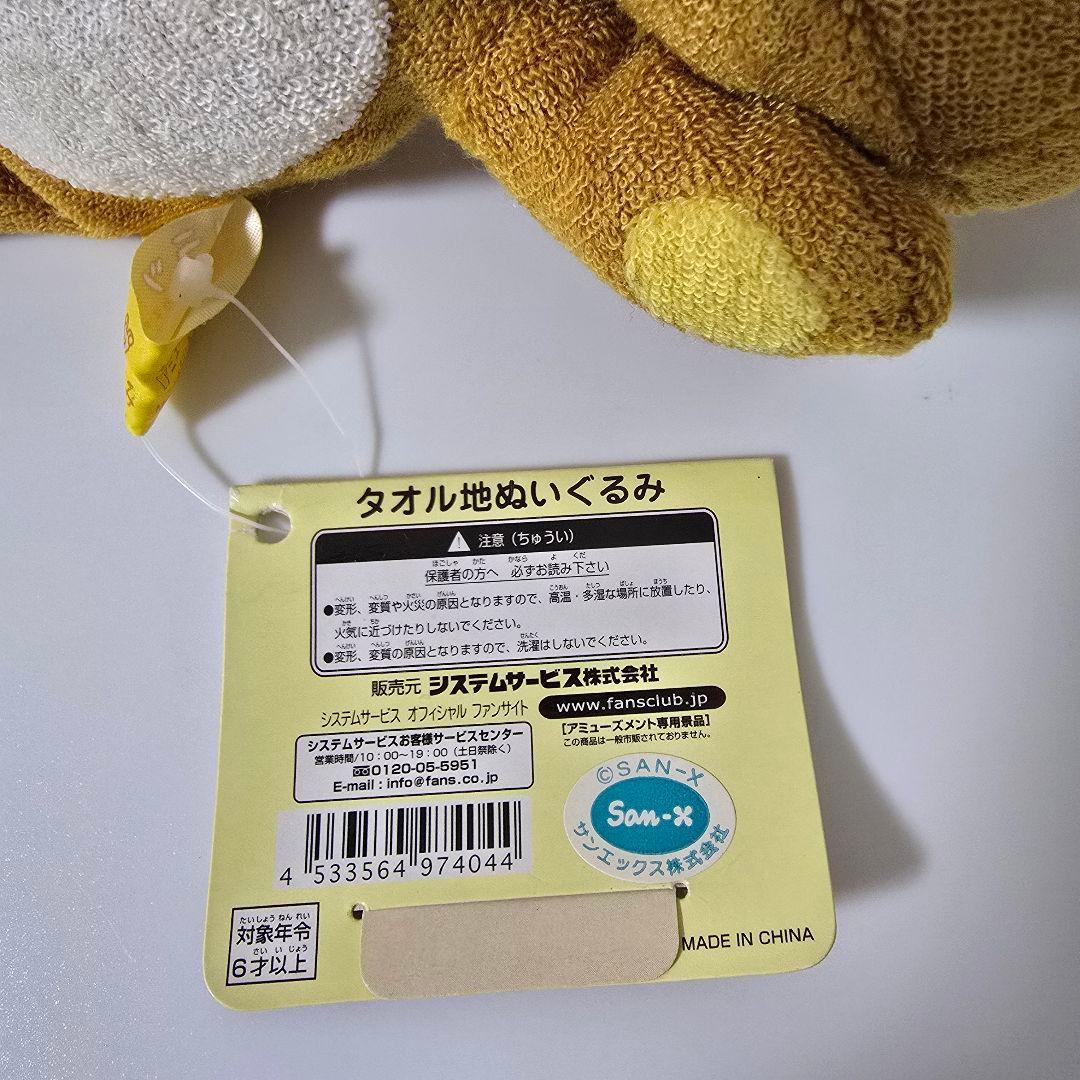 タオル地ぬいぐるみ
注意（ちゅうい）
保護者の方へ 必ずお読み下さい
●変形、変質や火災の原因となりますので、高温・多湿な場所に放置したり、
火気に近づけたりしないでください。
●変形、変質の原因となりますので、洗濯はしないでください。
販売元 システムサービス株式会社
システムサービス オフィシャル ファンサイト
www.fansclub.jp
[アミューズメント専用景品]
この商品は一般市販されておりません。
システムサービスお客様サービスセンター
営業時間/10：00～19：00（土日祭除く）
0120-05-5951
E-mail : info@fans.co.jp
©SAN-X
San-x
サンエックス株式会社
4 533564 974044
対象年令
6才以上
MADE IN CHINA